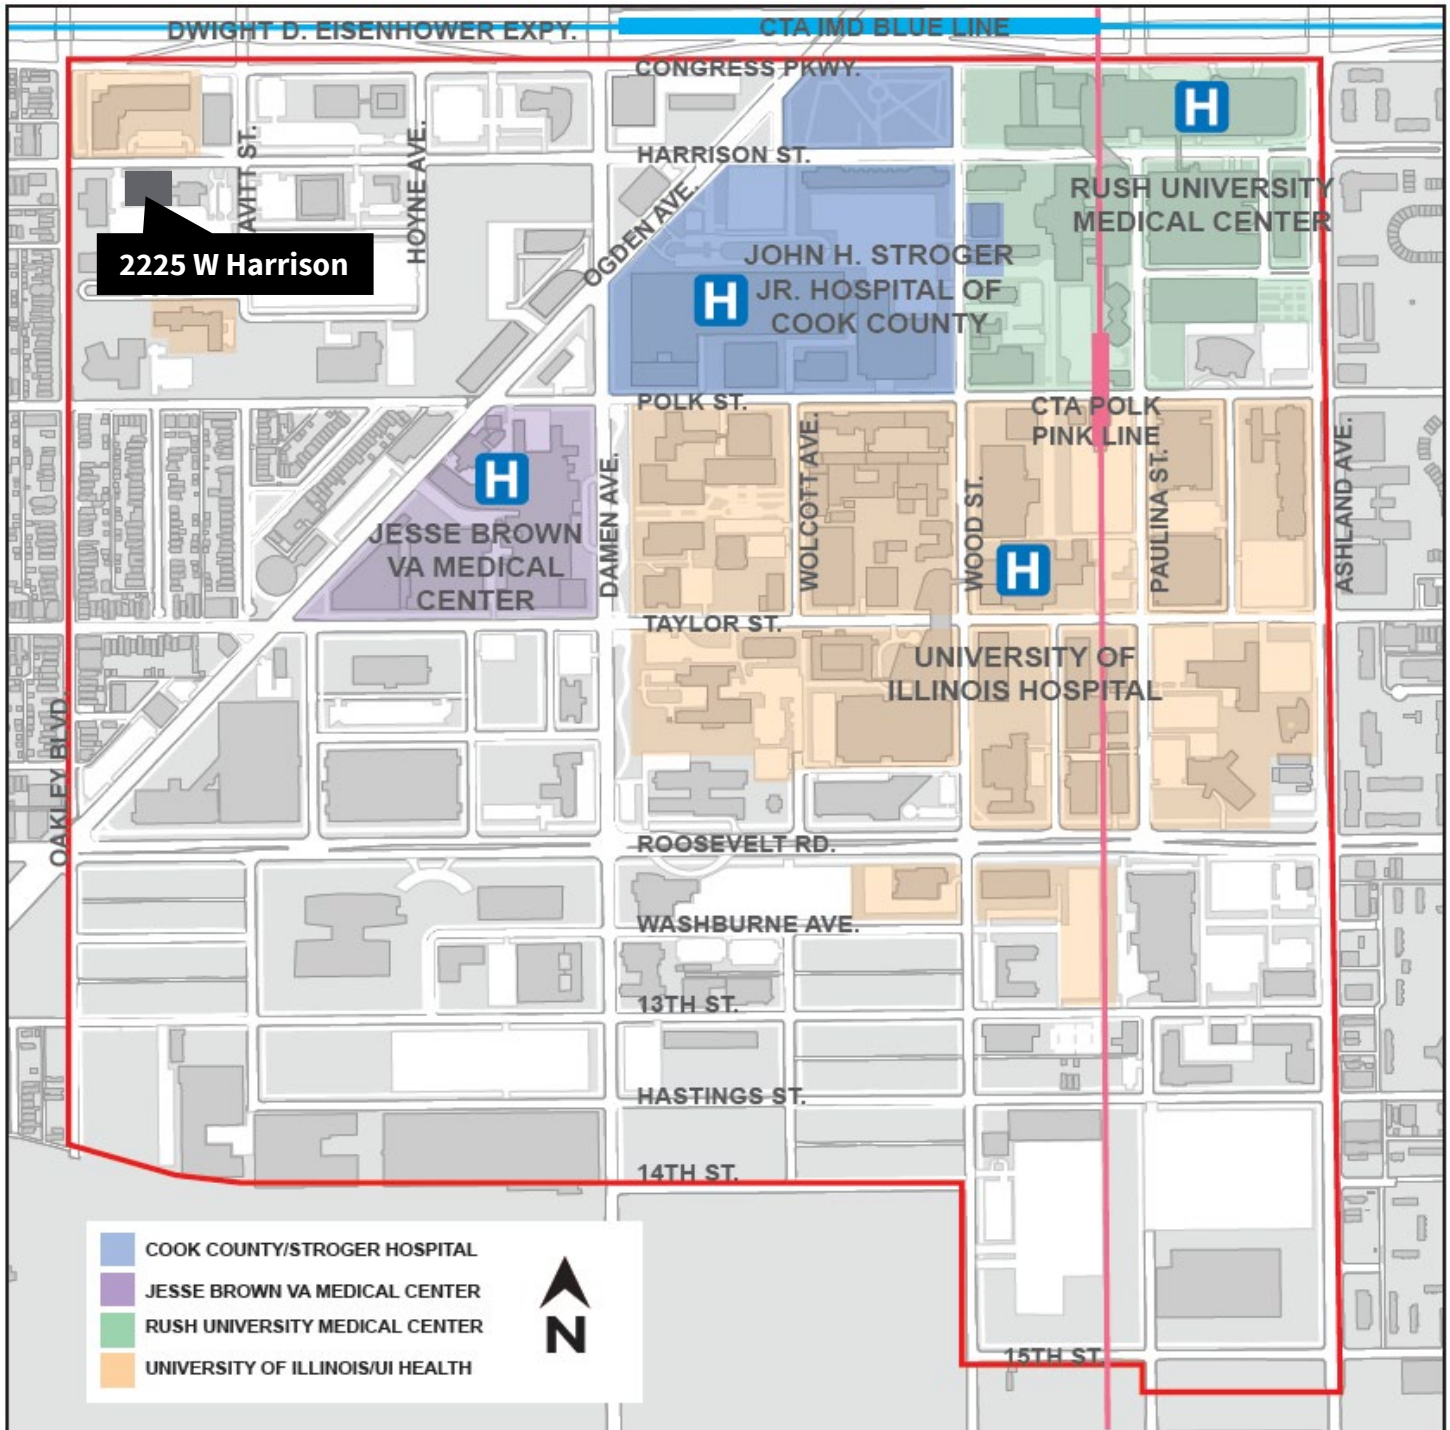 DWIGHT D. EISENHOWER EXPY.
CTA IMD BLUE LINE
CONGRESS PKWY.
H
HARRISON ST.
AVITT ST.
HOYNE AVE.
OGDEN AVE.
RUSH UNIVERSITY
MEDICAL CENTER
2225 W Harrison
H
JOHN H. STROGER
JR. HOSPITAL OF
COOK COUNTY
POLK ST.
CTA POLK
PINK LINE
H
JESSE BROWN
VA MEDICAL
CENTER
DAMEN AVE.
WOLCOTT AVE.
WOOD ST.
H
PAULINA ST.
ASHLAND AVE.
TAYLOR ST.
UNIVERSITY OF
ILLINOIS HOSPITAL
OAKLEY BLVD.
ROOSEVELT RD.
WASHBURNE AVE.
13TH ST.
HASTINGS ST.
14TH ST.
15TH ST.
COOK COUNTY/STROGER HOSPITAL
JESSE BROWN VA MEDICAL CENTER
RUSH UNIVERSITY MEDICAL CENTER
UNIVERSITY OF ILLINOIS/UI HEALTH
N